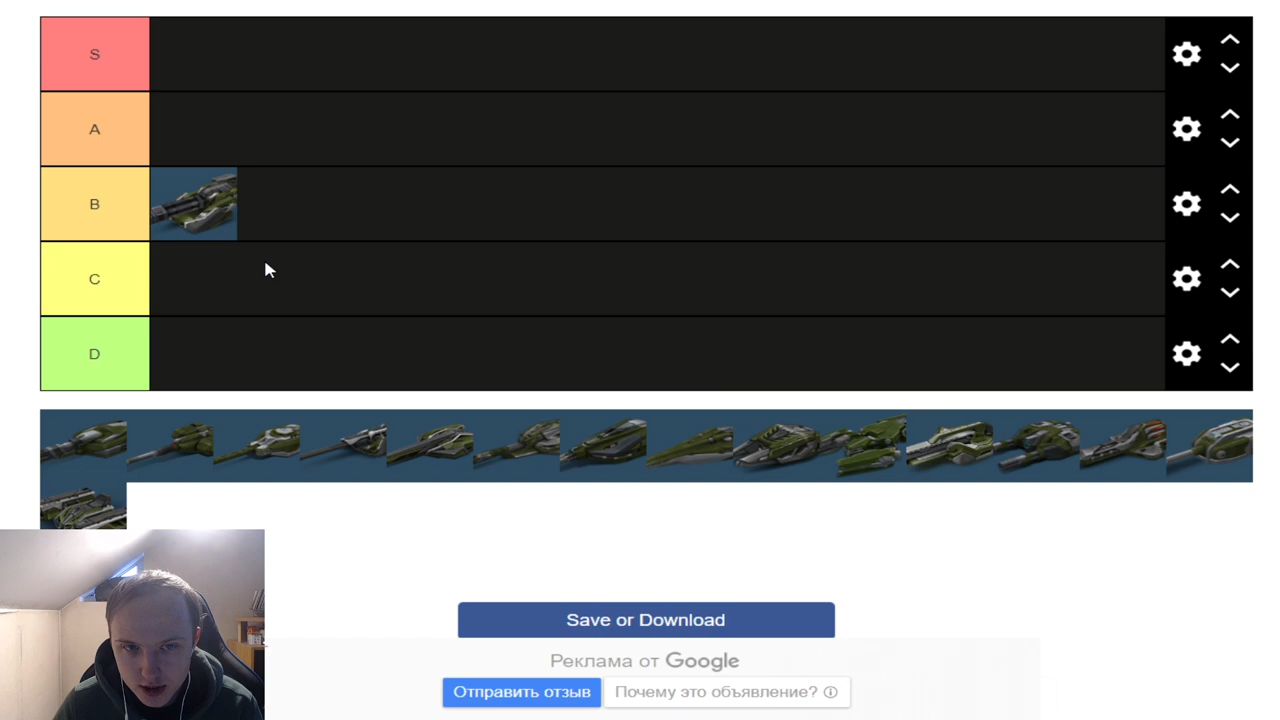 S
A
B
C
D
Save or Download
Реклама от Google
Отправить отзыв
Почему это объявление?